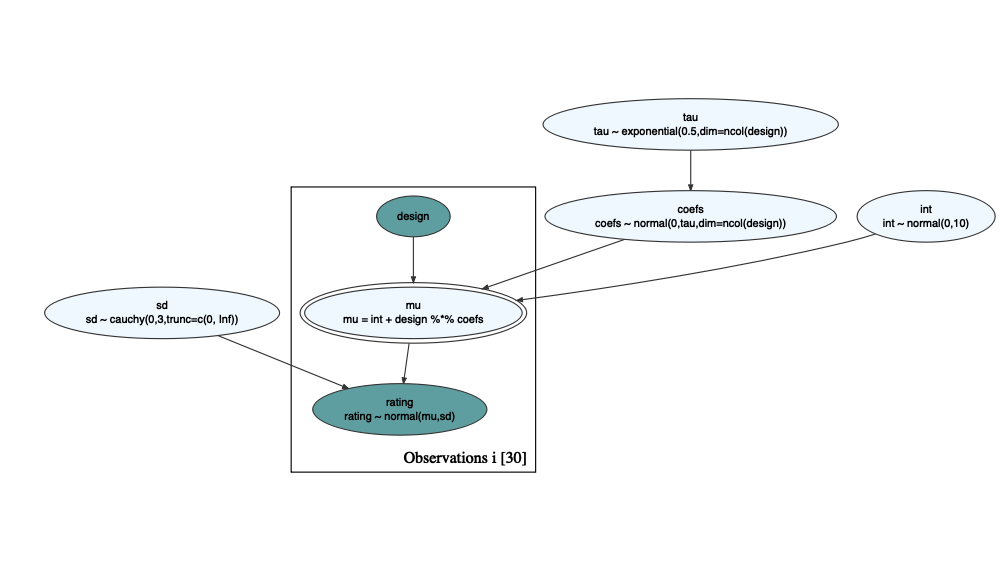 tau
tau ~ exponential(0.5,dim=ncol(design))
design
coefs
coefs ~ normal(0,tau,dim=ncol(design))
int
int ~ normal(0,10)
sd
sd ~ cauchy(0,3,trunc=c(0, Inf))
mu
mu = int + design %*% coefs
rating
rating ~ normal(mu,sd)
Observations i [30]